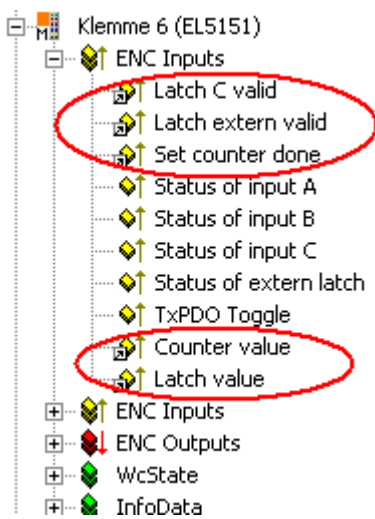 Klemme 6 (EL5151)
ENC Inputs
Latch C valid
Latch extern valid
Set counter done
Status of input A
Status of input B
Status of input C
Status of extern latch
TxPDO Toggle
Counter value
Latch value
ENC Inputs
ENC Outputs
WcState
InfoData